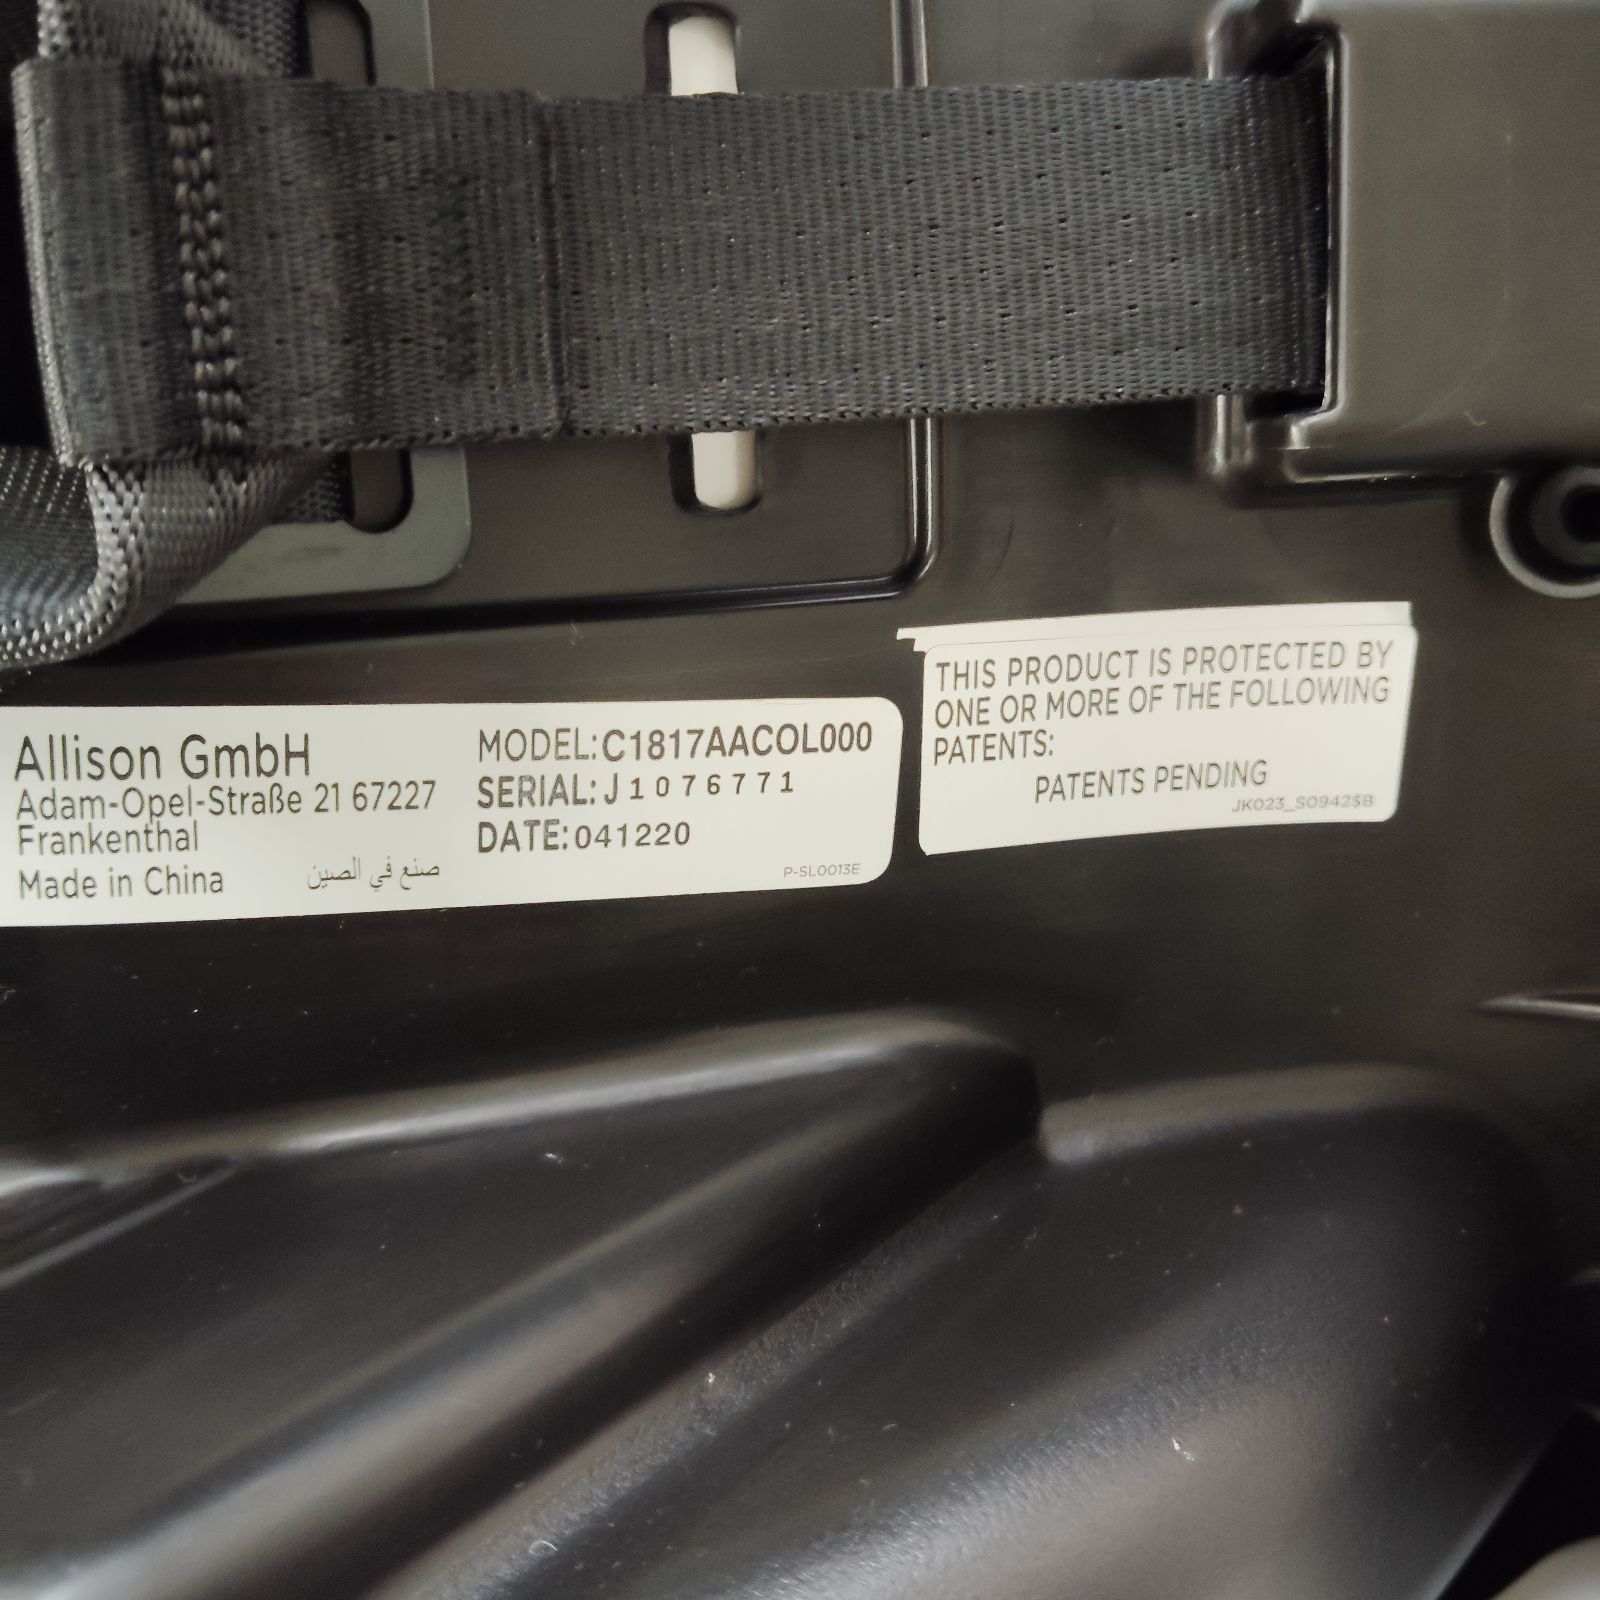 Allison GmbH
Adam-Opel-Straße 21 67227
Frankenthal
Made in China صنع في الصين
MODEL:C1817AACOL000
SERIAL:J1076771
DATE:041220
P-SL0013E
THIS PRODUCT IS PROTECTED BY
ONE OR MORE OF THE FOLLOWING
PATENTS:
PATENTS PENDING
JK023_S09425B